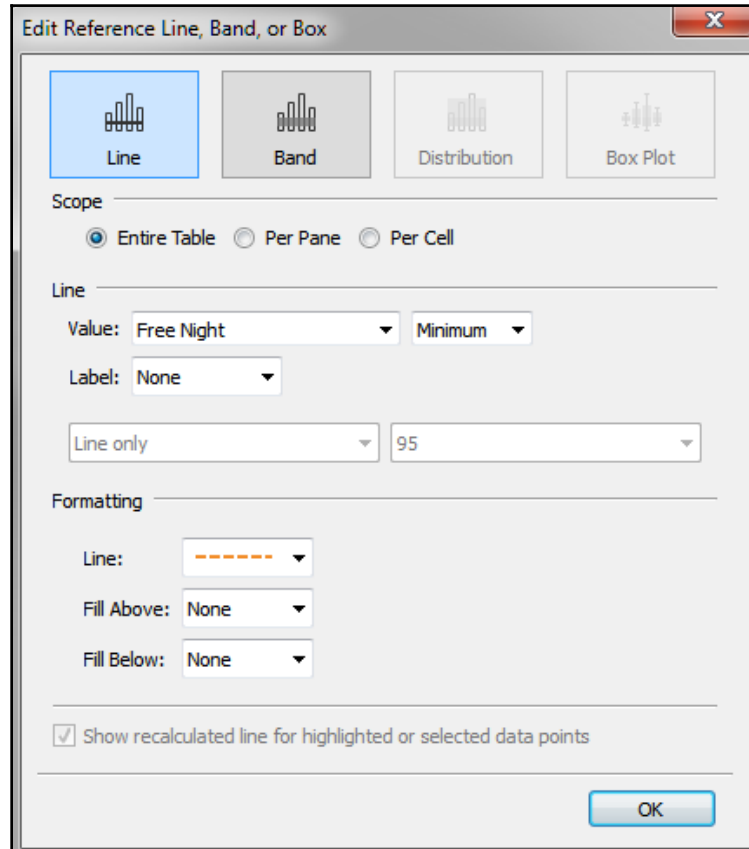 Edit Reference Line, Band, or Box
X
Line Band Distribution Box Plot
Scope
Entire Table Per Pane Per Cell
Line
Value: Free Night Minimum
Label: None
Line only 95
Formatting
Line:
Fill Above: None
Fill Below: None
Show recalculated line for highlighted or selected data points
OK